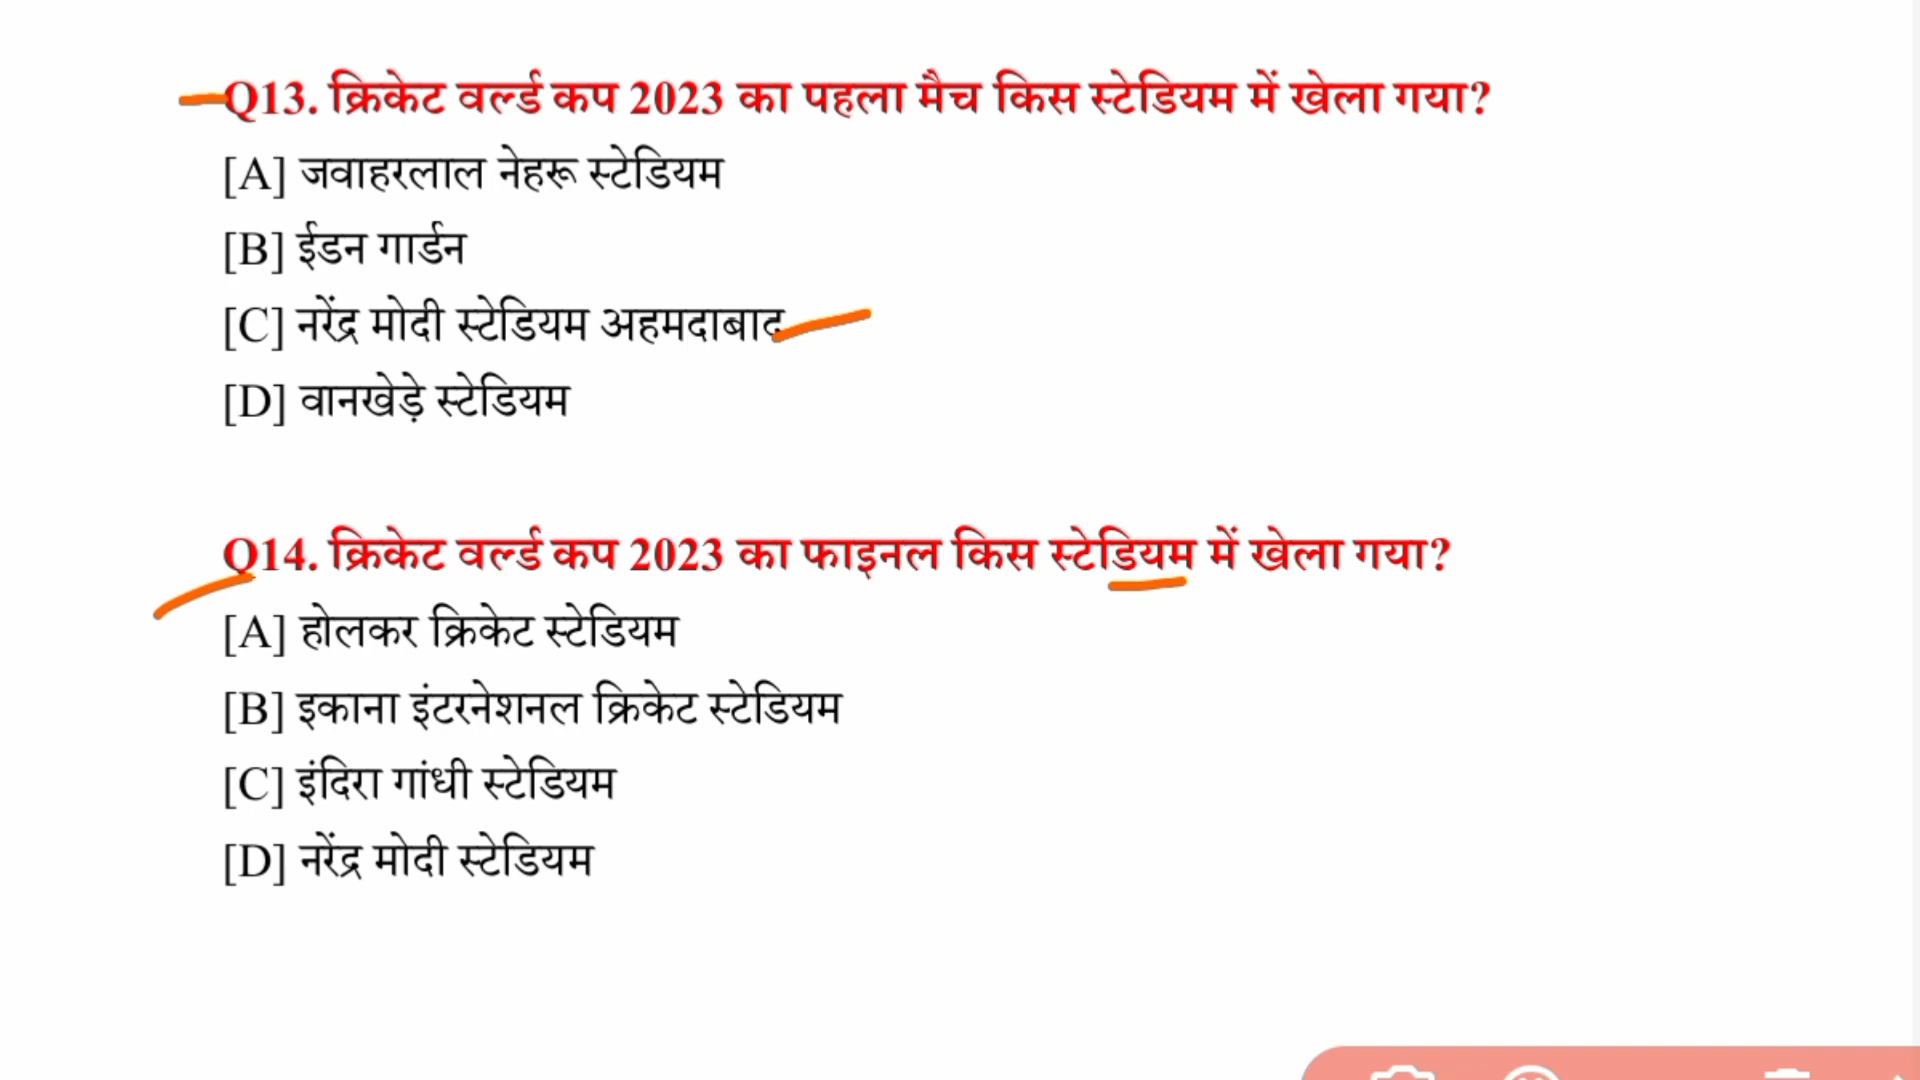 Q13. क्रिकेट वर्ल्ड कप 2023 का पहला मैच किस स्टेडियम में खेला गया?
[A] जवाहरलाल नेहरू स्टेडियम
[B] ईडन गार्डन
[C] नरेंद्र मोदी स्टेडियम अहमदाबाद
[D] वानखेड़े स्टेडियम
Q14. क्रिकेट वर्ल्ड कप 2023 का फाइनल किस स्टेडियम में खेला गया?
[A] होलकर क्रिकेट स्टेडियम
[B] इकाना इंटरनेशनल क्रिकेट स्टेडियम
[C] इंदिरा गांधी स्टेडियम
[D] नरेंद्र मोदी स्टेडियम